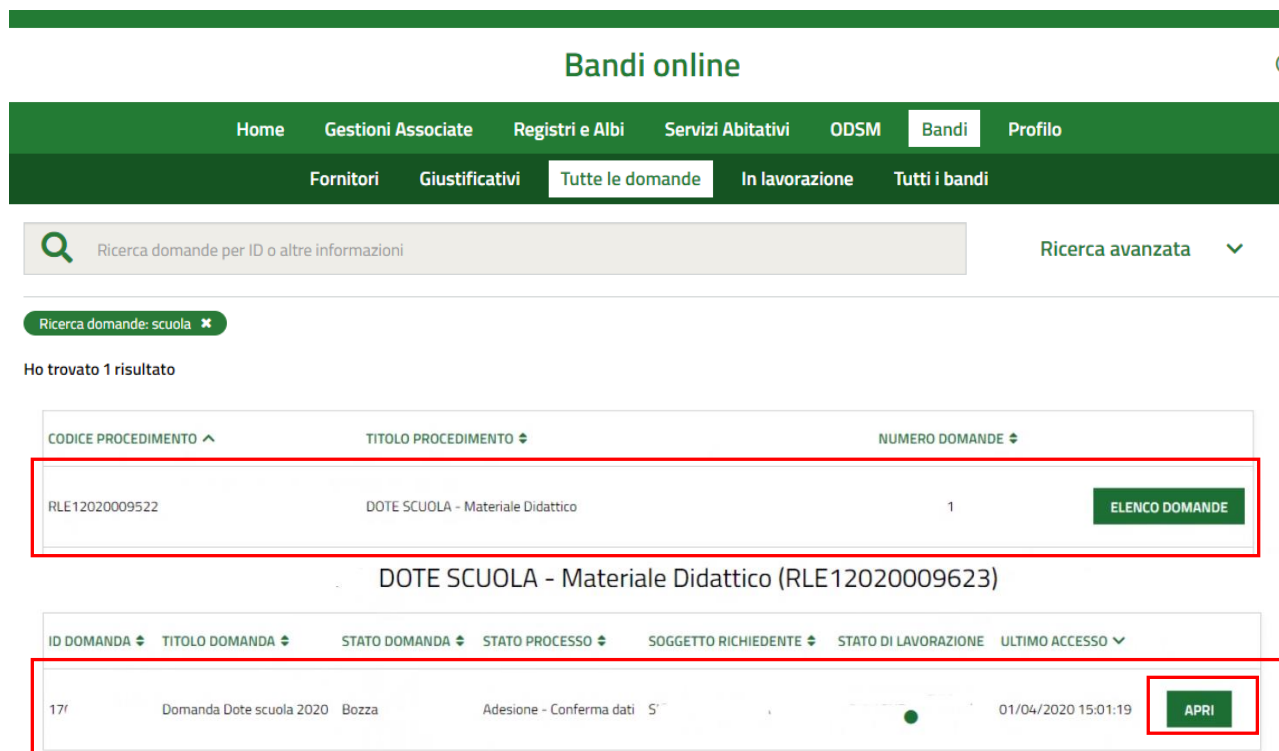 Bandi online
Home Gestioni Associate Registri e Albi Servizi Abitativi ODSM Bandi Profilo
Fornitori Giustificativi Tutte le domande In lavorazione Tutti i bandi
Ricerca domande per ID o altre informazioni Ricerca avanzata
Ricerca domande: scuola ✖
Ho trovato 1 risultato
CODICE PROCEDIMENTO TITOLO PROCEDIMENTO NUMERO DOMANDE
RLE12020009522 DOTE SCUOLA - Materiale Didattico 1 ELENCO DOMANDE
DOTE SCUOLA - Materiale Didattico (RLE12020009623)
ID DOMANDA TITOLO DOMANDA STATO DOMANDA STATO PROCESSO SOGGETTO RICHIEDENTE STATO DI LAVORAZIONE ULTIMO ACCESSO
Domanda Dote scuola 2020 Bozza Adesione - Conferma dati 01/04/2020 15:01:19 APRI